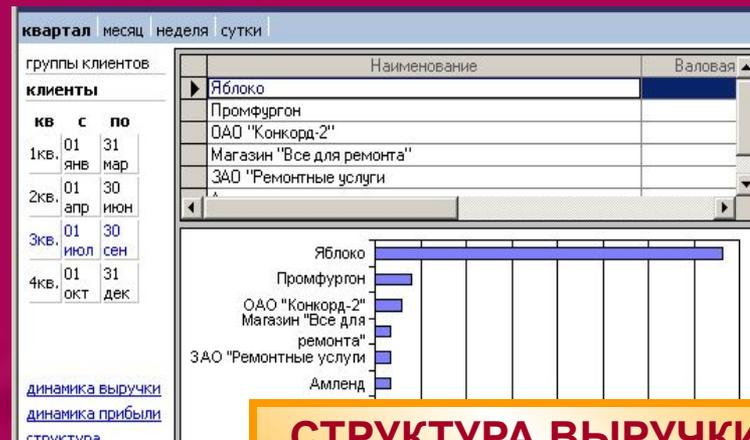 квартал месяц неделя сутки
группы клиентов
клиенты
кв с по
1кв. 01 янв 31 мар
2кв. 01 апр 30 июн
3кв. 01 июл 30 сен
4кв. 01 окт 31 дек
динамика выручки
динамика прибыли
структура
Наименование Валовая
Яблоко
Промфургон
ОАО "Конкорд-2"
Магазин "Все для ремонта"
ЗАО "Ремонтные услуги
Яблоко
Промфургон
ОАО "Конкорд-2"
Магазин "Все для
ремонта"
ЗАО "Ремонтные услуги
Амленд
СТРУКТУРА ВЫРУЧКИ